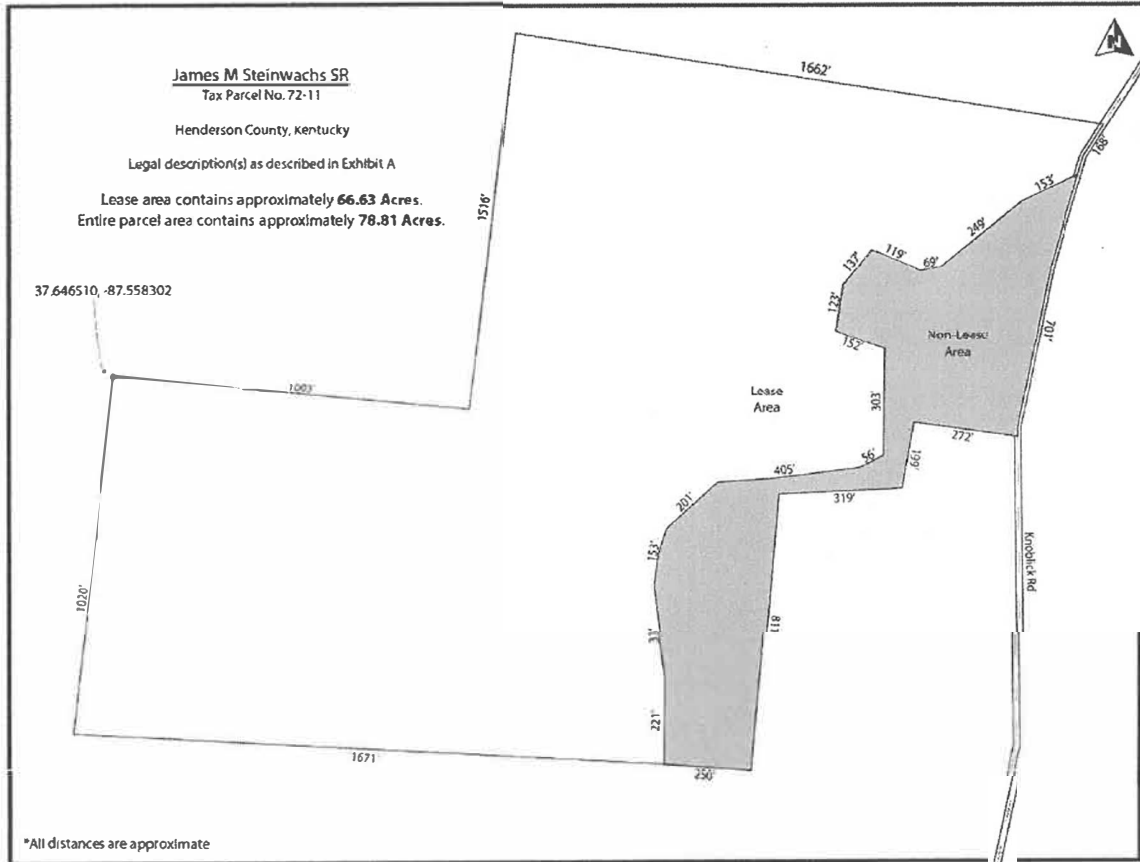 N
James M Steinwachs SR
Tax Parcel No. 72-11
Henderson County, Kentucky
Legal description(s) as described in Exhibit A
Lease area contains approximately 66.63 Acres.
Entire parcel area contains approximately 78.81 Acres.
37.646510, -87.558302
1662'
168'
153'
249'
69'
119'
137'
123'
152'
1516'
701'
Non-Lease
Area
1003'
Lease
Area
303'
272'
56'
405'
319'
201'
153'
Knoblick Rd
1020'
811
221'
1671'
250'
*All distances are approximate